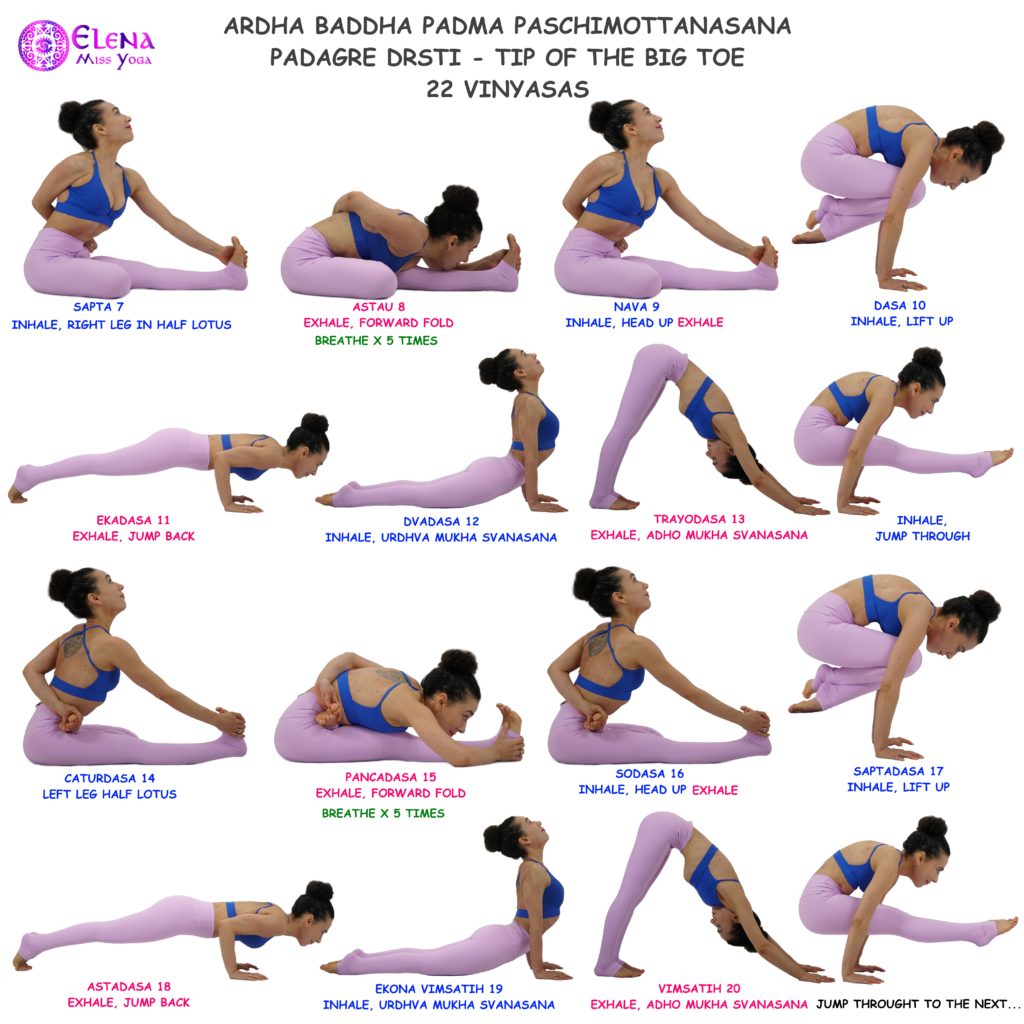 ELENA
MISS YOGA
ARDHA BADDHA PADMA PASCHIMOTTANASANA
PADAGRE DRSTI - TIP OF THE BIG TOE
22 VINYASAS
SAPTA 7
INHALE, RIGHT LEG IN HALF LOTUS
ASTAU 8
EXHALE, FORWARD FOLD
BREATHE X 5 TIMES
NAVA 9
INHALE, HEAD UP EXHALE
DASA 10
INHALE, LIFT UP
EKADASA 11
EXHALE, JUMP BACK
DVADASA 12
INHALE, URDHVA MUKHA SVANASANA
TRAYODASA 13
EXHALE, ADHO MUKHA SVANASANA
INHALE,
JUMP THROUGH
CATURDASA 14
LEFT LEG HALF LOTUS
PANCADASA 15
EXHALE, FORWARD FOLD
BREATHE X 5 TIMES
SODASA 16
INHALE, HEAD UP EXHALE
SAPTADASA 17
INHALE, LIFT UP
ASTADASA 18
EXHALE, JUMP BACK
EKONA VIMSATIH 19
INHALE, URDHVA MUKHA SVANASANA
VIMSATIH 20
EXHALE, ADHO MUKHA SVANASANA
JUMP THROUGHT TO THE NEXT...